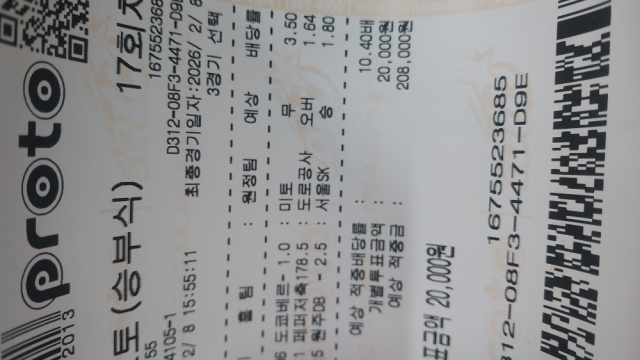 proto
2013
토(승부식) 17회차
55 16755236
4105-1 D312-08F3-4471-D9
2/ 8 15:55:11 최종경기일자:2026/ 2/ 8
3경기 선택
홈팀 : 원정팀 예상 배당률
6 도쿄베르- 1.0 : 미토 무 3.50
1 페퍼저축178.5 : 도로공사 오버 1.64
5 원주DB - 2.5 : 서울SK 승 1.80
예상 적중배당률 : 10.40배
개별투표금액 : 20,000원
예상 적중금 : 208,000원
표금액 20,000원
1675523685
312-08F3-4471-D9E